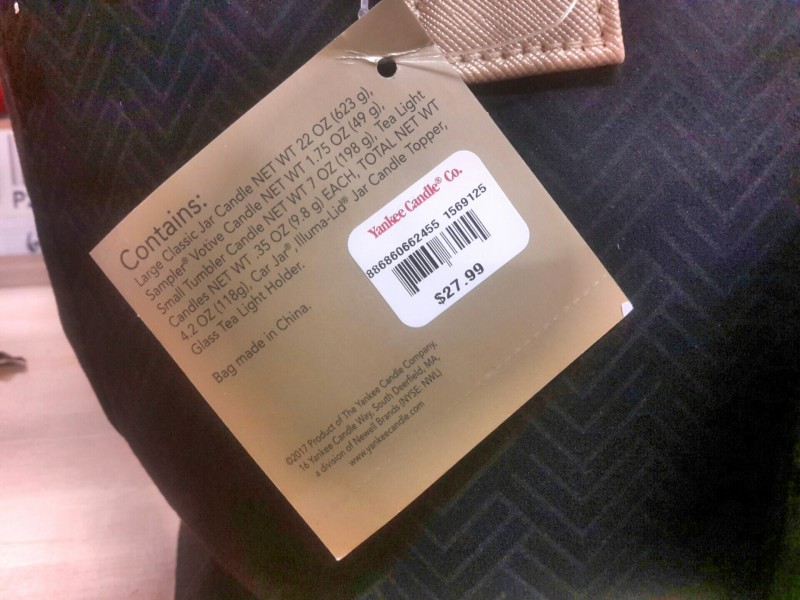 Contains:
Large Classic Jar Candle NET WT 22 OZ (623 g),
Sampler® Votive Candle NET WT 1.75 OZ (49 g),
Small Tumbler Candle NET WT 7 OZ (198 g), Tea Light
Candles NET WT .35 OZ (9.8 g) EACH, TOTAL NET WT
4.2 OZ (118g), Car Jar®, Illuma-Lid® Jar Candle Topper,
Glass Tea Light Holder.
Bag made in China.
Yankee Candle® Co.
886860662455 1569125
$27.99
©2017 Product of The Yankee Candle Company,
16 Yankee Candle Way, South Deerfield, MA,
a division of Newell Brands (NYSE: NWL)
www.yankeecandle.com